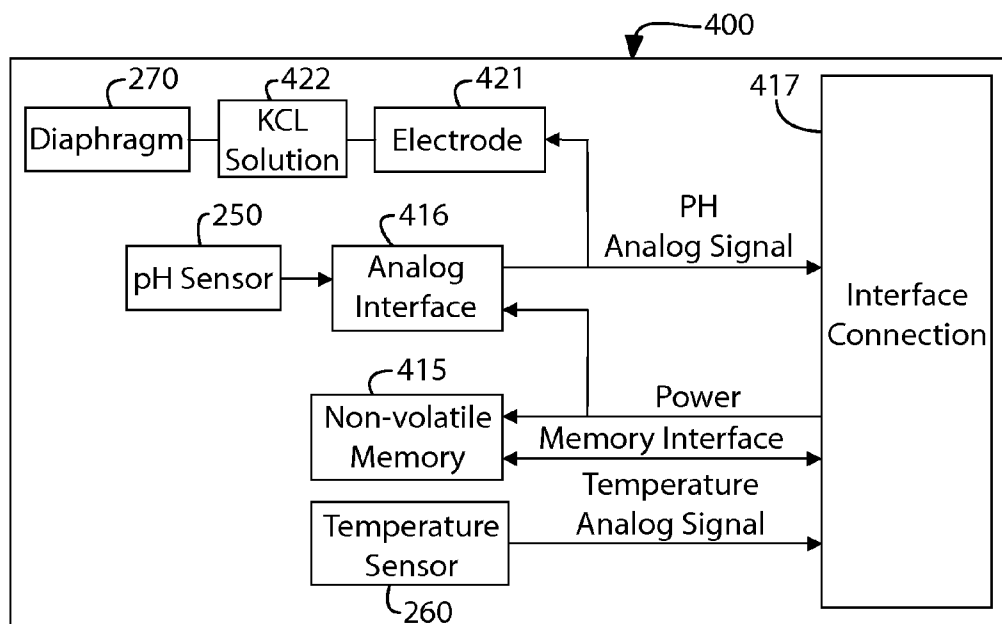 400
270
422
421
417
Diaphragm
KCL
Solution
Electrode
250
416
PH
Analog Signal
pH Sensor
Analog
Interface
Interface
Connection
415
Non-volatile
Memory
Power
Memory Interface
Temperature
Analog Signal
Temperature
Sensor
260